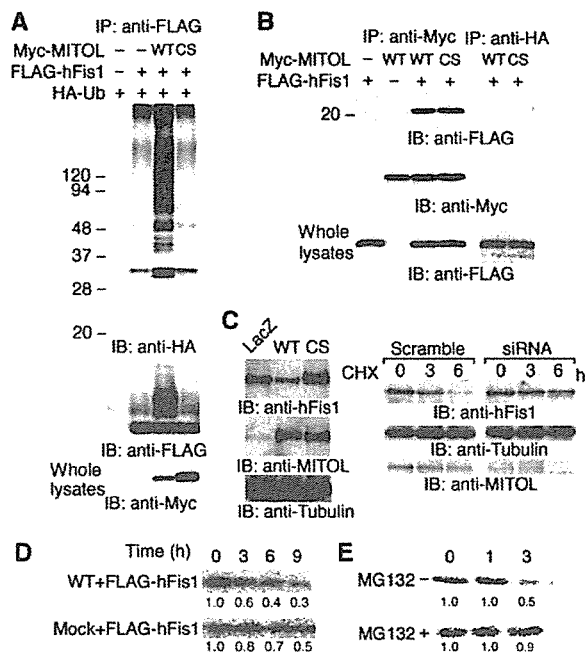 A
IP: anti-FLAG
Myc-MITOL – – WT CS
FLAG-hFis1 – + + +
HA-Ub + + + +
120 –
94 –
48 –
37 –
28 –
20 –
IB: anti-HA
IB: anti-FLAG
Whole lysates
IB: anti-Myc
B
IP: anti-Myc IP: anti-HA
Myc-MITOL – WT WT CS WT CS
FLAG-hFis1 + – + + + +
20 –
IB: anti-FLAG
IB: anti-Myc
Whole lysates
IB: anti-FLAG
C
LacZ WT CS
IB: anti-hFis1
IB: anti-MITOL
IB: anti-Tubulin
Scramble siRNA
CHX 0 3 6 0 3 6 h
IB: anti-hFis1
IB: anti-Tubulin
IB: anti-MITOL
D
Time (h) 0 3 6 9
WT+FLAG-hFis1
1.0 0.6 0.4 0.3
Mock+FLAG-hFis1
1.0 0.8 0.7 0.5
E
0 1 3
MG132 –
1.0 1.0 0.5
MG132 +
1.0 1.0 0.9